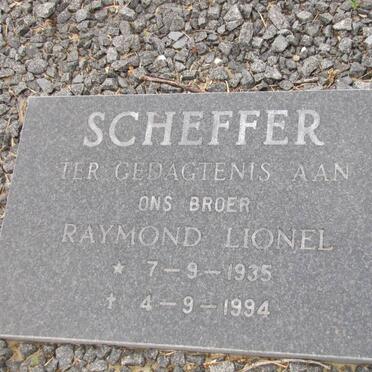 SCHEFFER
TER GEDAGTENIS AAN
ONS BROER
RAYMOND LIONEL
* 7-9-1935
† 4-9-1994